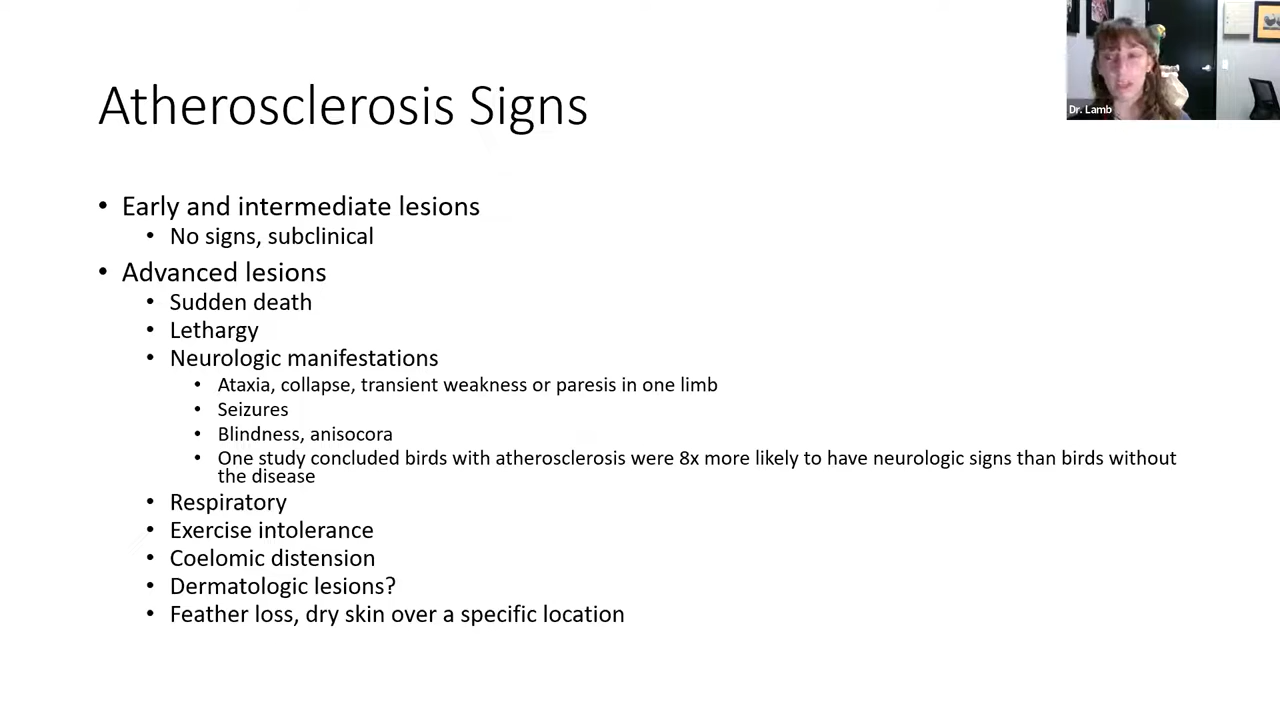 Dr. Lamb
Atherosclerosis Signs
• Early and intermediate lesions
• No signs, subclinical
• Advanced lesions
• Sudden death
• Lethargy
• Neurologic manifestations
• Ataxia, collapse, transient weakness or paresis in one limb
• Seizures
• Blindness, anisocora
• One study concluded birds with atherosclerosis were 8x more likely to have neurologic signs than birds without
the disease
• Respiratory
• Exercise intolerance
• Coelomic distension
• Dermatologic lesions?
• Feather loss, dry skin over a specific location